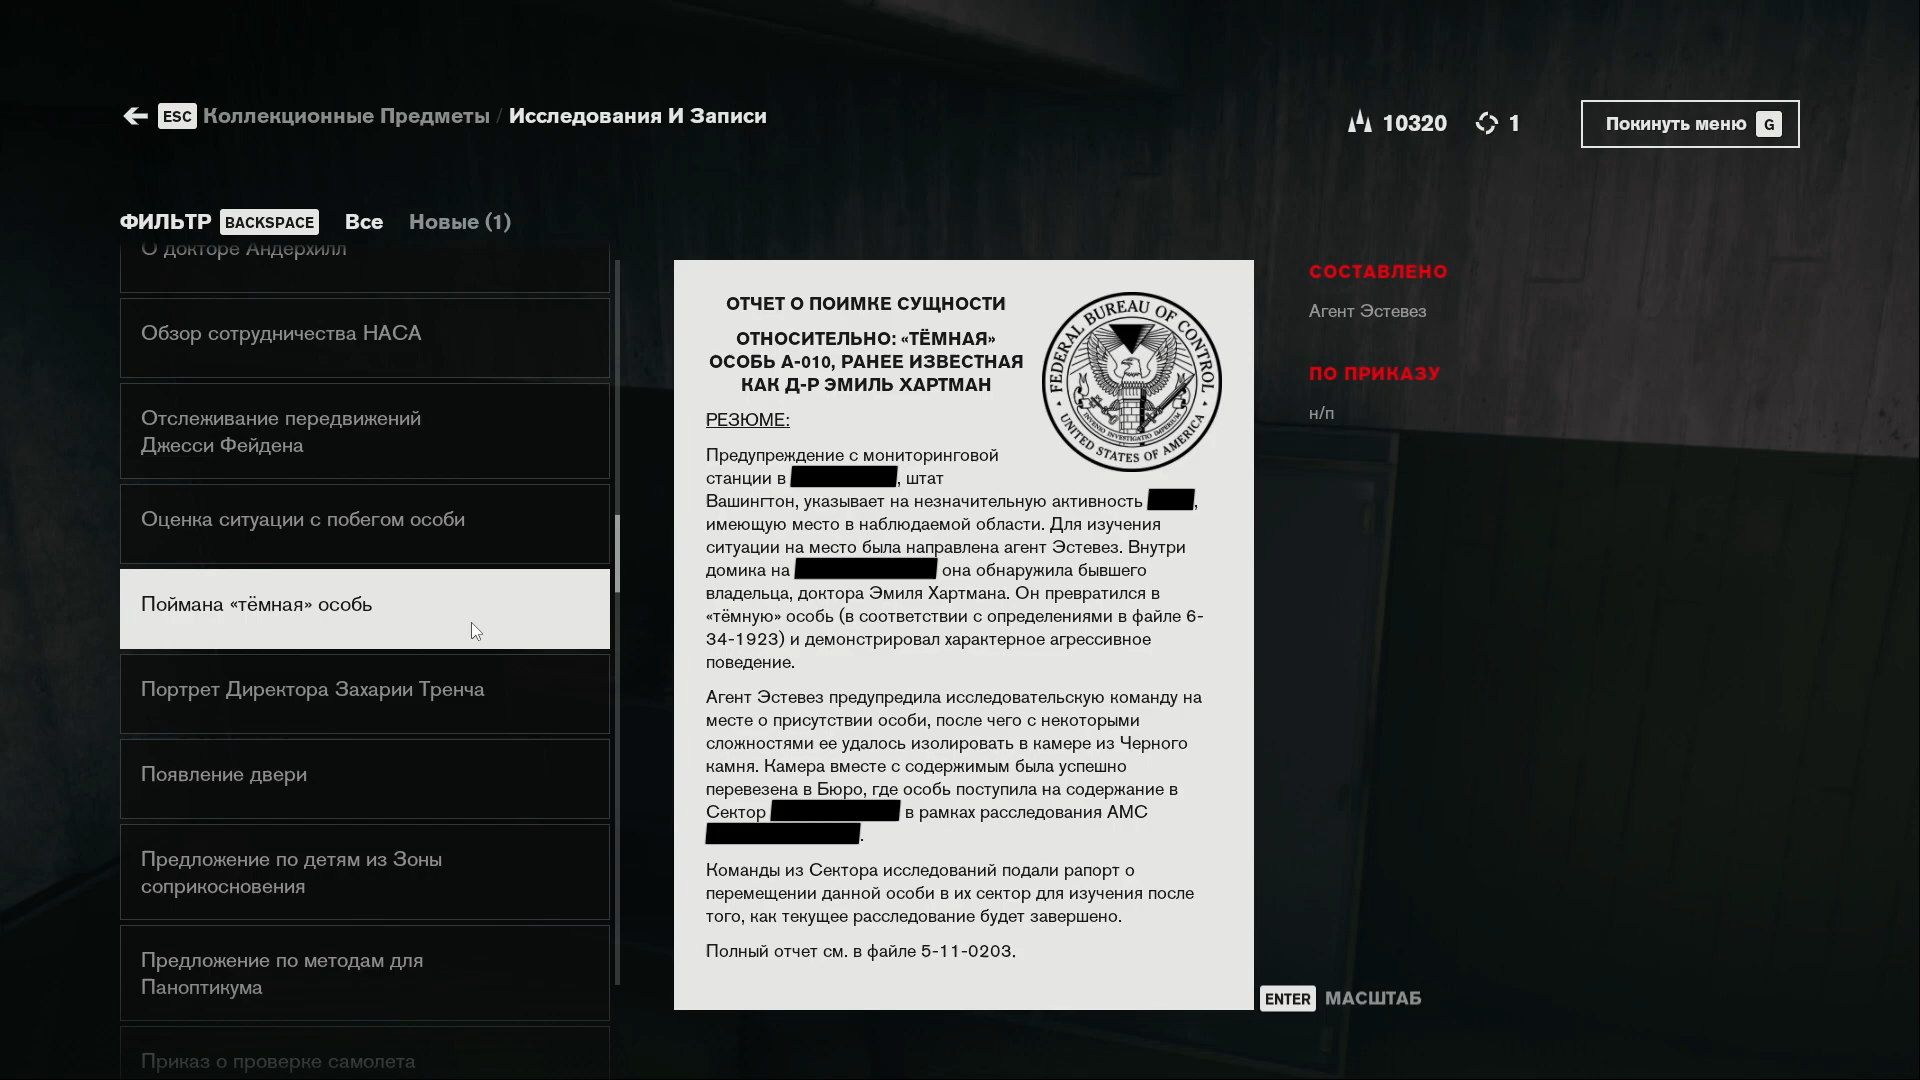 ESC Коллекционные Предметы / Исследования И Записи
10320
1
Покинуть меню G
ФИЛЬТР BACKSPACE Все Новые (1)
О докторе Андерхилл
Обзор сотрудничества НАСА
Отслеживание передвижений
Джесси Фейдена
Оценка ситуации с побегом особи
Поймана «тёмная» особь
Портрет Директора Захарии Тренча
Появление двери
Предложение по детям из Зоны
соприкосновения
Предложение по методам для
Паноптикума
Приказ о проверке самолета
ОТЧЕТ О ПОИМКЕ СУЩНОСТИ
ОТНОСИТЕЛЬНО: «ТЁМНАЯ»
ОСОБЬ А-010, РАНЕЕ ИЗВЕСТНАЯ
КАК Д-Р ЭМИЛЬ ХАРТМАН
FEDERAL BUREAU OF CONTROL
INVENIO INVESTIGATIO IMPERIUM
UNITED STATES OF AMERICA
РЕЗЮМЕ:
Предупреждение с мониторинговой
станции в , штат
Вашингтон, указывает на незначительную активность ,
имеющую место в наблюдаемой области. Для изучения
ситуации на место была направлена агент Эстевез. Внутри
домика на она обнаружила бывшего
владельца, доктора Эмиля Хартмана. Он превратился в
«тёмную» особь (в соответствии с определениями в файле 6-
34-1923) и демонстрировал характерное агрессивное
поведение.
Агент Эстевез предупредила исследовательскую команду на
месте о присутствии особи, после чего с некоторыми
сложностями ее удалось изолировать в камере из Черного
камня. Камера вместе с содержимым была успешно
перевезена в Бюро, где особь поступила на содержание в
Сектор в рамках расследования АМС
.
Команды из Сектора исследований подали рапорт о
перемещении данной особи в их сектор для изучения после
того, как текущее расследование будет завершено.
Полный отчет см. в файле 5-11-0203.
СОСТАВЛЕНО
Агент Эстевез
ПО ПРИКАЗУ
н/п
ENTER МАСШТАБ